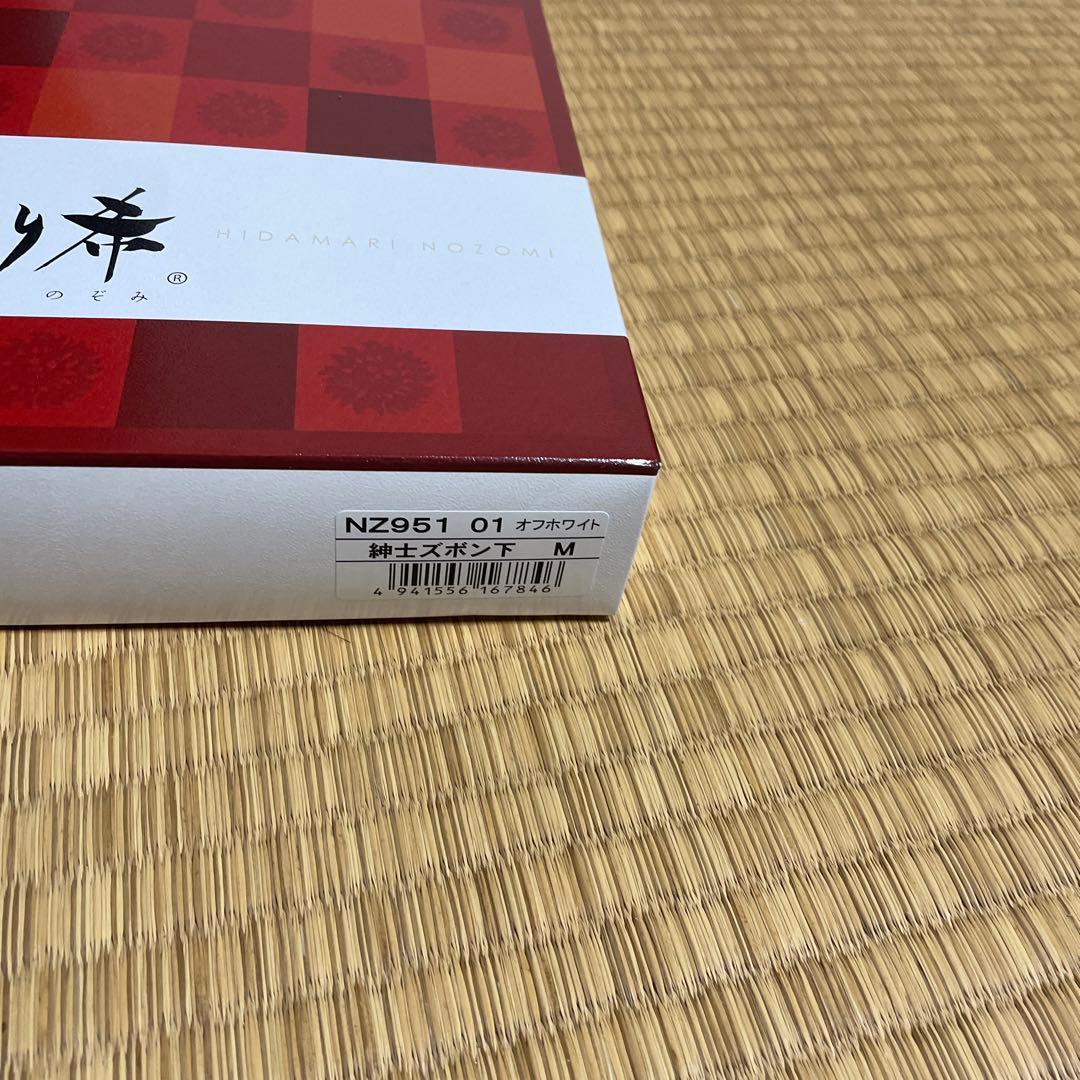 り希®
HIDAMARI NOZOMI
のぞみ
NZ951 01 オフホワイト
紳士ズボン下 M
4 941556 167846